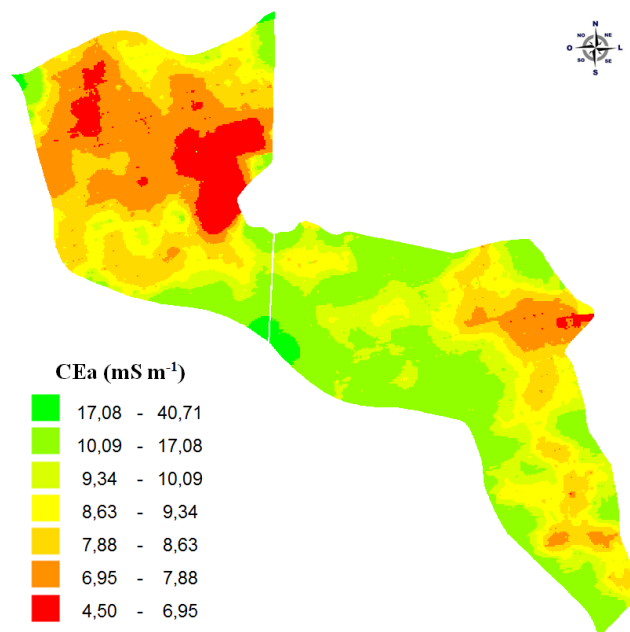 N
NO NE
O L
SO SE
S
CEa (mS m⁻¹)
17,08 - 40,71
10,09 - 17,08
9,34 - 10,09
8,63 - 9,34
7,88 - 8,63
6,95 - 7,88
4,50 - 6,95